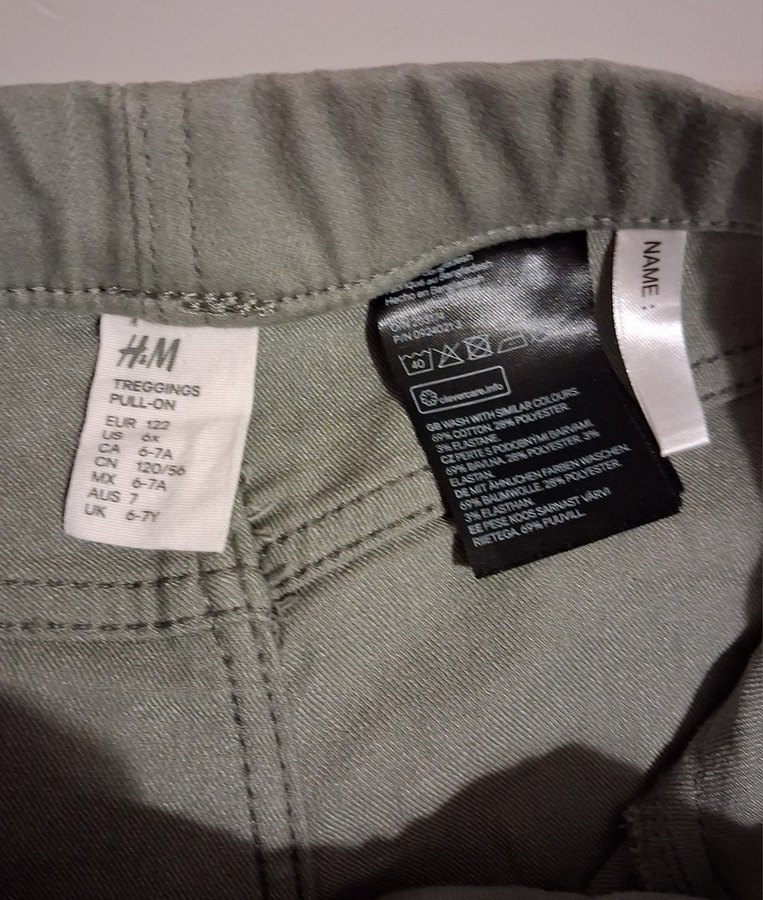 H&M
TREGGINGS
PULL-ON
EUR 122
US 6x
CA 6-7A
CN 120/56
MX 6-7A
AUS 7
UK 6-7Y
Hecho en
40
clevercare.info
GB WASH WITH SIMILAR COLOURS.
69% COTTON. 28% POLYESTER.
3% ELASTANE.
CZ PERTE S PODOBNÝMI BARVAMI.
69% BAVLNA. 28% POLYESTER. 3%
ELASTAN.
DE MIT ÄHNLICHEN FARBEN WASCHEN.
69% BAUMWOLLE. 28% POLYESTER.
3% ELASTHAN.
EE PESE KOOS SARNAST VÄRVI
RIIETEGA. 69% PUUVILL.
NAME :